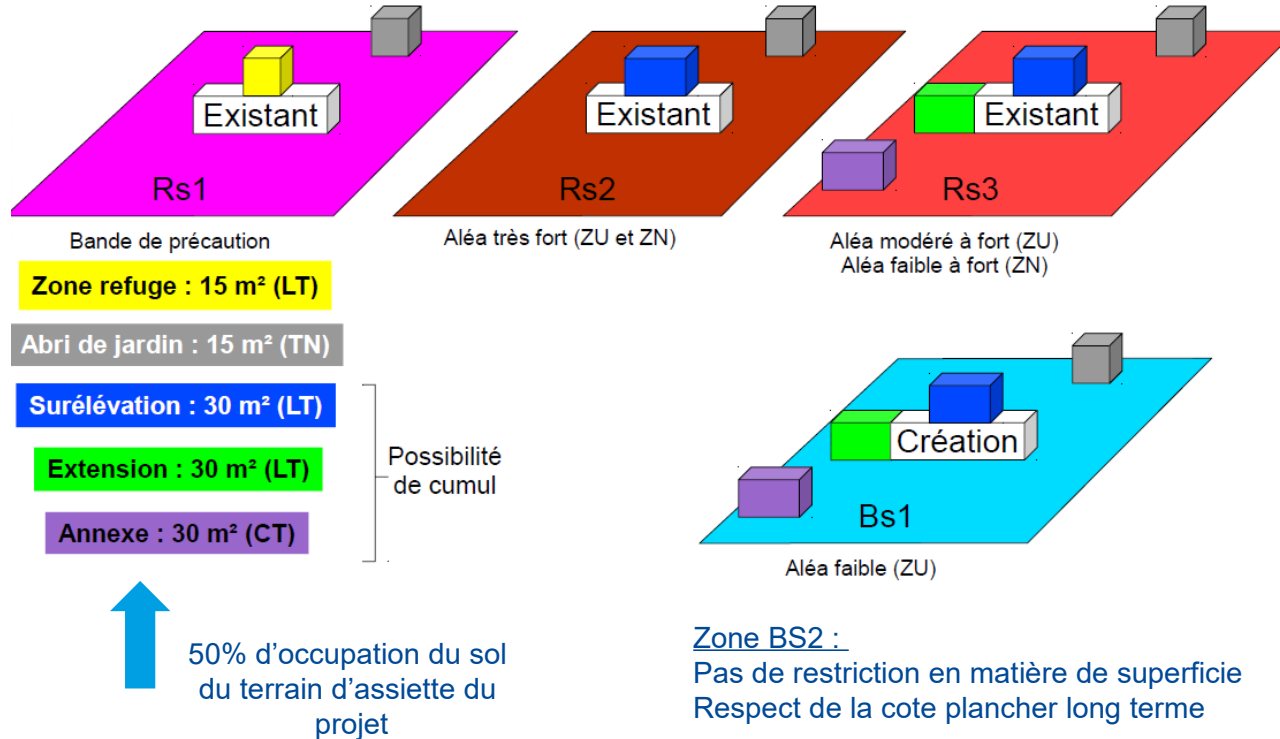 Existant
Rs1
Bande de précaution
Existant
Rs2
Aléa très fort (ZU et ZN)
Existant
Rs3
Aléa modéré à fort (ZU)
Aléa faible à fort (ZN)
Zone refuge : 15 m² (LT)
Abri de jardin : 15 m² (TN)
Surélévation : 30 m² (LT)
Extension : 30 m² (LT)
Annexe : 30 m² (CT)
Possibilité
de cumul
Création
Bs1
Aléa faible (ZU)
50% d’occupation du sol
du terrain d’assiette du
projet
Zone BS2 :
Pas de restriction en matière de superficie
Respect de la cote plancher long terme